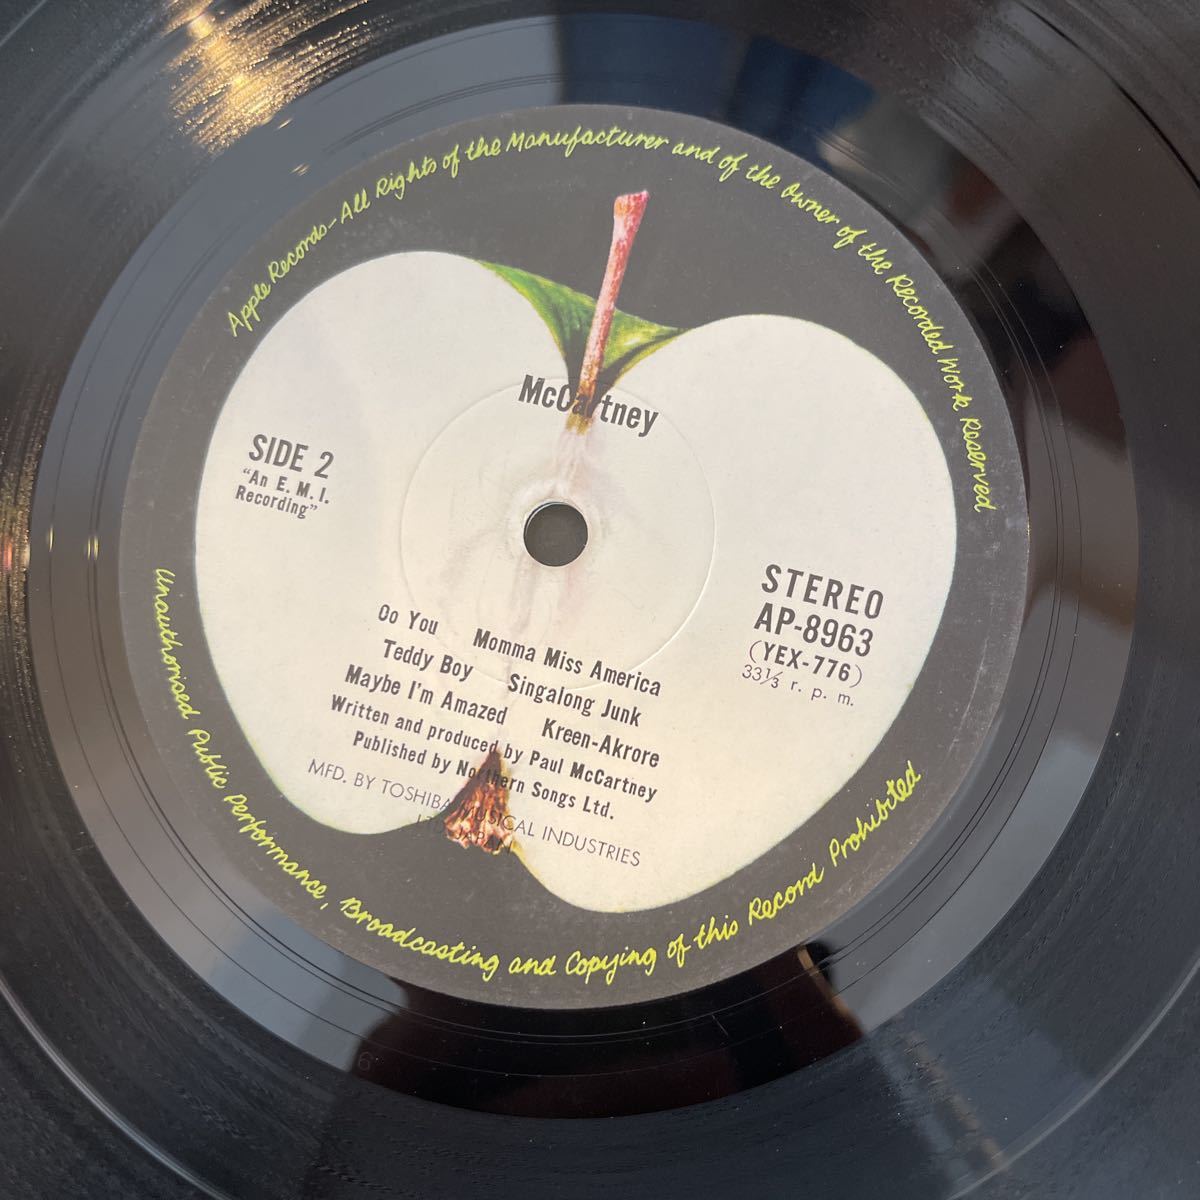 Apple Records–All Rights of the Manufacturer and of the Owner of the Recorded Work Reserved
McCartney
SIDE 2
"An E. M. I.
Recording"
STEREO
AP-8963
(YEX-776)
33⅓ r. p. m.
Oo You Momma Miss America
Teddy Boy Singalong Junk
Maybe I'm Amazed Kreen-Akrore
Written and produced by Paul McCartney
Published by Northern Songs Ltd.
MFD. BY TOSHIBA MUSICAL INDUSTRIES
LTD. JAPAN
Unauthorised Public Performance, Broadcasting and Copying of this Record Prohibited
6